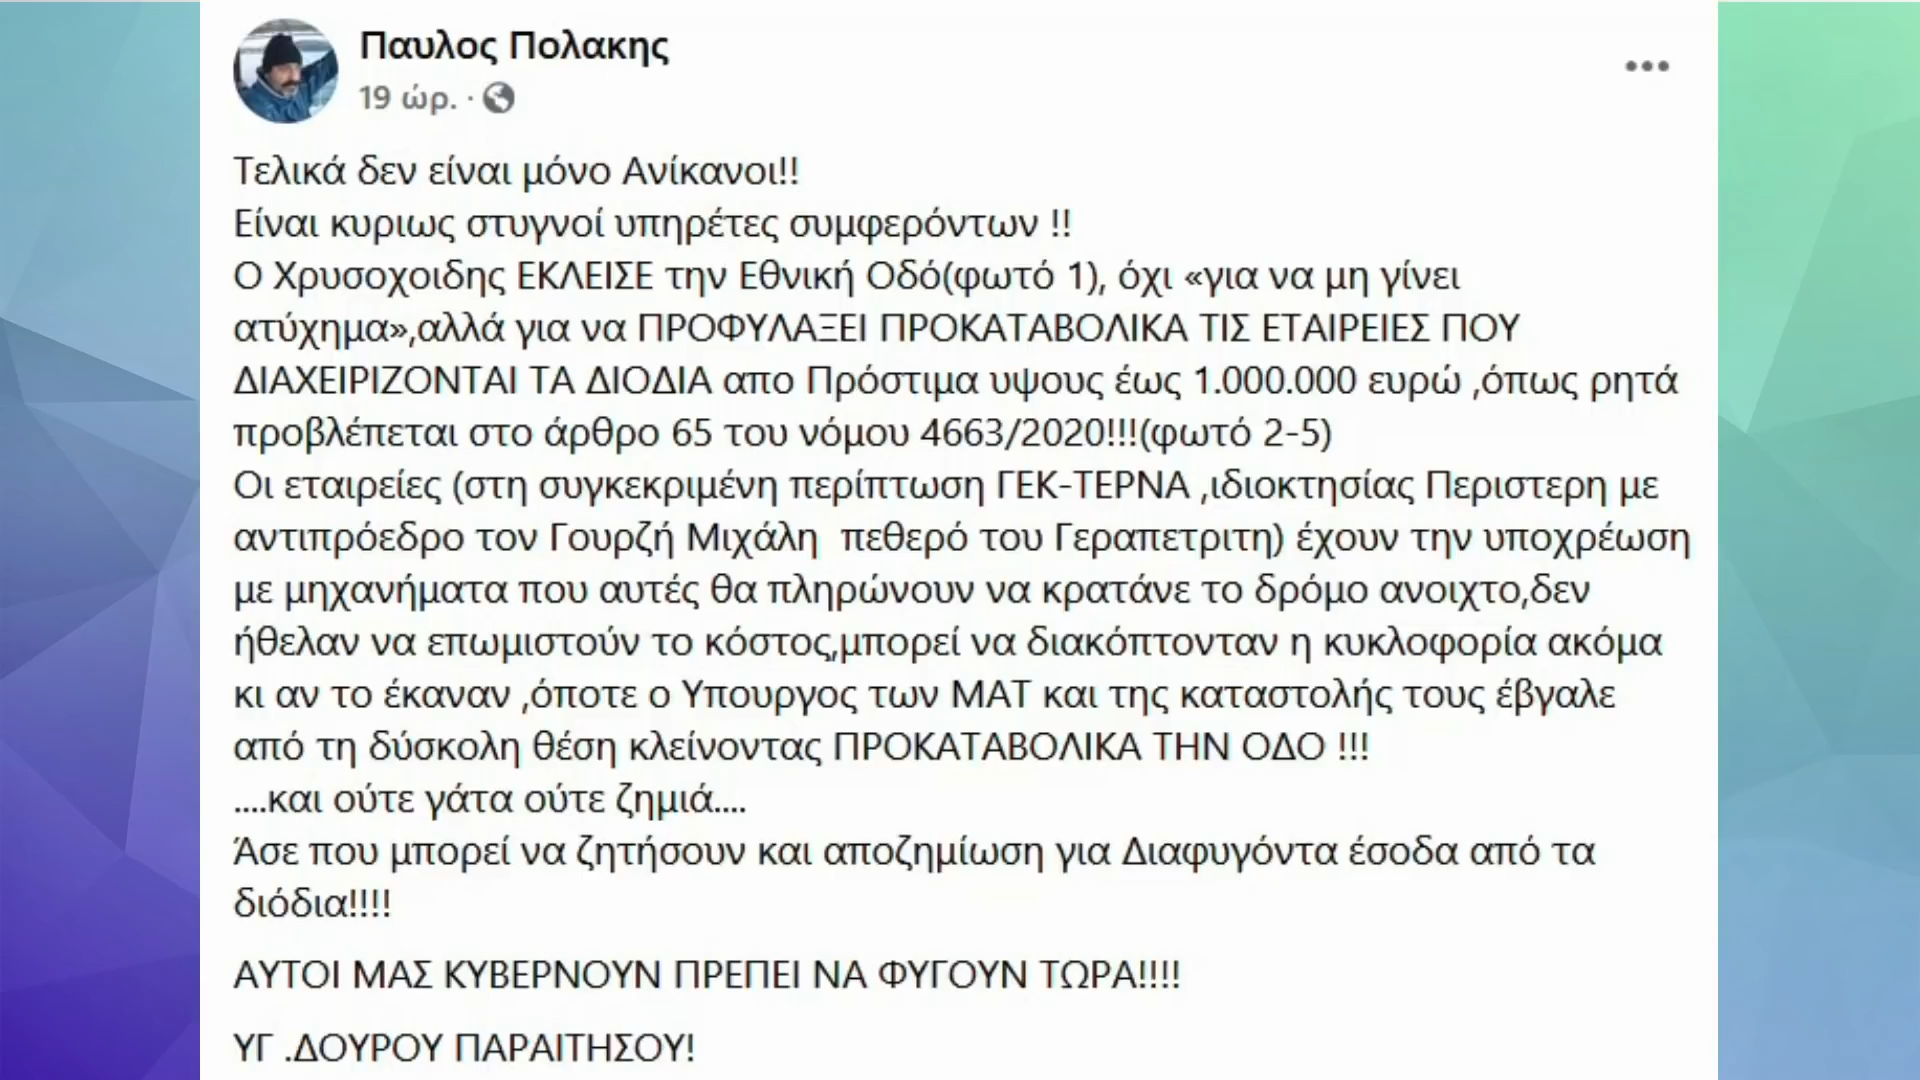 Παυλος Πολακης
19 ώρ. ·
Τελικά δεν είναι μόνο Ανίκανοι!!
Είναι κυριως στυγνοί υπηρέτες συμφερόντων !!
Ο Χρυσοχοιδης ΕΚΛΕΙΣΕ την Εθνική Οδό(φωτό 1), όχι «για να μη γίνει
ατύχημα»,αλλά για να ΠΡΟΦΥΛΑΞΕΙ ΠΡΟΚΑΤΑΒΟΛΙΚΑ ΤΙΣ ΕΤΑΙΡΕΙΕΣ ΠΟΥ
ΔΙΑΧΕΙΡΙΖΟΝΤΑΙ ΤΑ ΔΙΟΔΙΑ απο Πρόστιμα υψους έως 1.000.000 ευρώ ,όπως ρητά
προβλέπεται στο άρθρο 65 του νόμου 4663/2020!!!(φωτό 2-5)
Οι εταιρείες (στη συγκεκριμένη περίπτωση ΓΕΚ-ΤΕΡΝΑ ,ιδιοκτησίας Περιστερη με
αντιπρόεδρο τον Γουρζή Μιχάλη  πεθερό του Γεραπετριτη) έχουν την υποχρέωση
με μηχανήματα που αυτές θα πληρώνουν να κρατάνε το δρόμο ανοιχτο,δεν
ήθελαν να επωμιστούν το κόστος,μπορεί να διακόπτονταν η κυκλοφορία ακόμα
κι αν το έκαναν ,όποτε ο Υπουργος των ΜΑΤ και της καταστολής τους έβγαλε
από τη δύσκολη θέση κλείνοντας ΠΡΟΚΑΤΑΒΟΛΙΚΑ ΤΗΝ ΟΔΟ !!!
....και ούτε γάτα ούτε ζημιά....
Άσε που μπορεί να ζητήσουν και αποζημίωση για Διαφυγόντα έσοδα από τα
διόδια!!!!
ΑΥΤΟΙ ΜΑΣ ΚΥΒΕΡΝΟΥΝ ΠΡΕΠΕΙ ΝΑ ΦΥΓΟΥΝ ΤΩΡΑ!!!!
ΥΓ .ΔΟΥΡΟΥ ΠΑΡΑΙΤΗΣΟΥ!